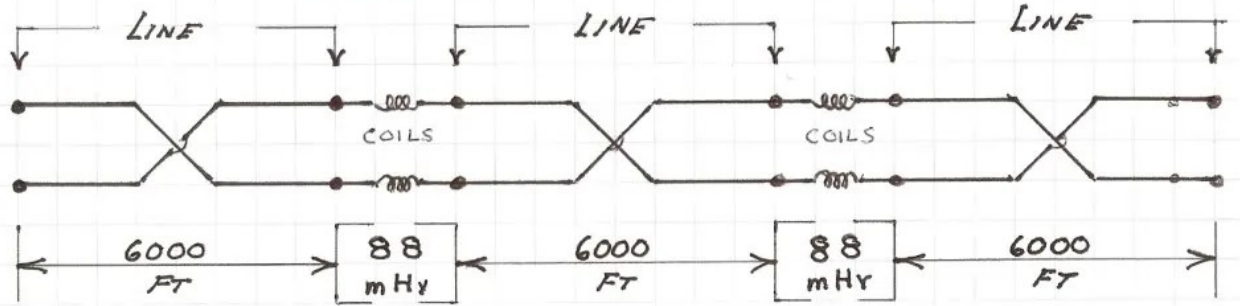 LINE LINE LINE
COILS COILS
6000 88 6000 88 6000
FT mHy FT mHy FT